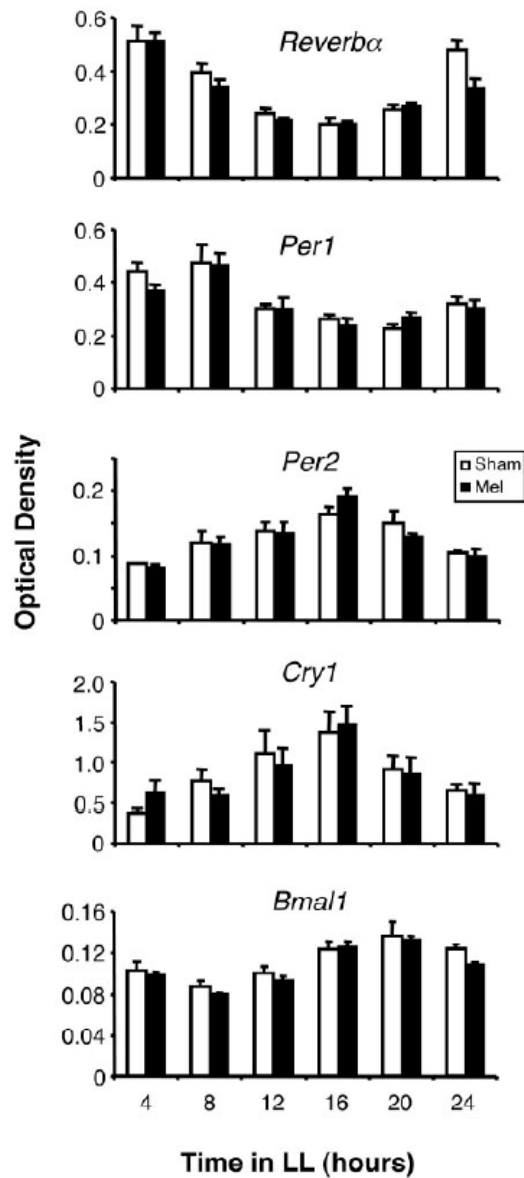 Reverbα
0.6
0.4
0.2
0
Per1
0.6
0.4
0.2
0
Optical Density
Per2
Sham
Mel
0.2
0.1
0
Cry1
2.0
1.5
1.0
0.5
0
Bmal1
0.16
0.12
0.08
0.04
0
4 8 12 16 20 24
Time in LL (hours)